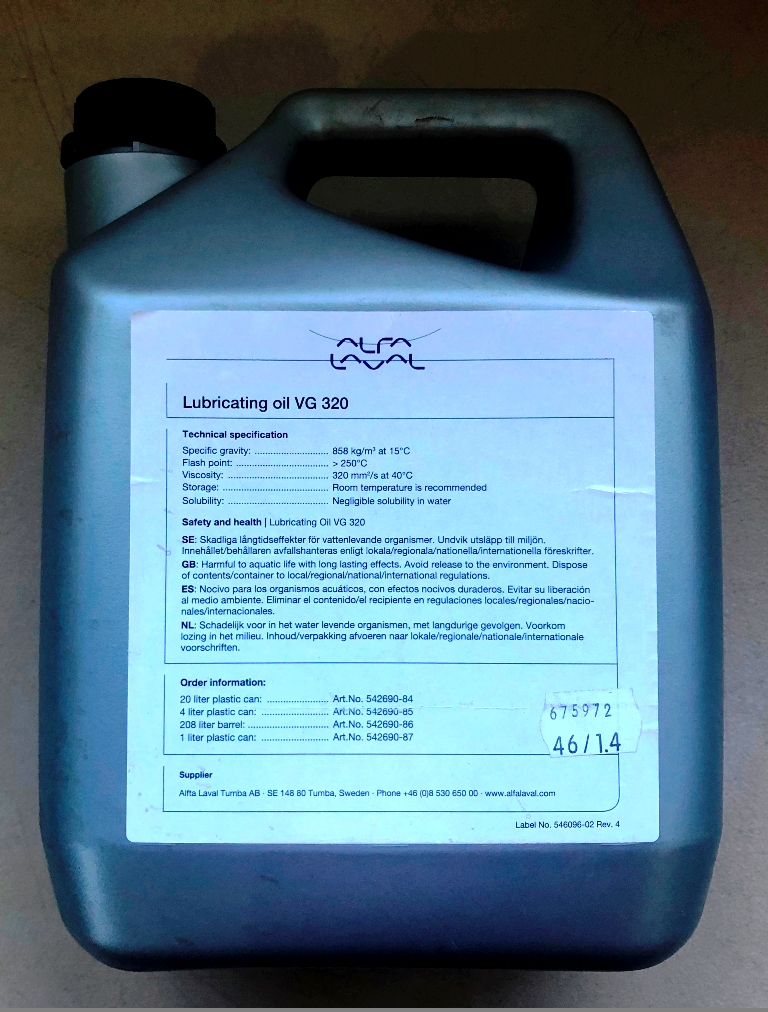 ALFA
LAVAL
Lubricating oil VG 320
Technical specification
Specific gravity: ............................ 858 kg/m³ at 15°C
Flash point: ................................... > 250°C
Viscosity: ...................................... 320 mm²/s at 40°C
Storage: ........................................ Room temperature is recommended
Solubility: ...................................... Negligible solubility in water
Safety and health | Lubricating Oil VG 320
SE: Skadliga långtidseffekter för vattenlevande organismer. Undvik utsläpp till miljön.
Innehållet/behållaren avfallshanteras enligt lokala/regionala/nationella/internationella föreskrifter.
GB: Harmful to aquatic life with long lasting effects. Avoid release to the environment. Dispose
of contents/container to local/regional/national/international regulations.
ES: Nocivo para los organismos acuáticos, con efectos nocivos duraderos. Evitar su liberación
al medio ambiente. Eliminar el contenido/el recipiente en regulaciones locales/regionales/nacio-
nales/internacionales.
NL: Schadelijk voor in het water levende organismen, met langdurige gevolgen. Voorkom
lozing in het milieu. Inhoud/verpakking afvoeren naar lokale/regionale/nationale/internationale
voorschriften.
Order information:
20 liter plastic can: ....................... Art.No. 542690-84
4 liter plastic can: ......................... Art.No. 542690-85
208 liter barrel: .............................. Art.No. 542690-86
1 liter plastic can: ......................... Art.No. 542690-87
675972
46/1.4
Supplier
Alfta Laval Tumba AB · SE 148 80 Tumba, Sweden · Phone +46 (0)8 530 650 00 · www.alfalaval.com
Label No. 546096-02 Rev. 4